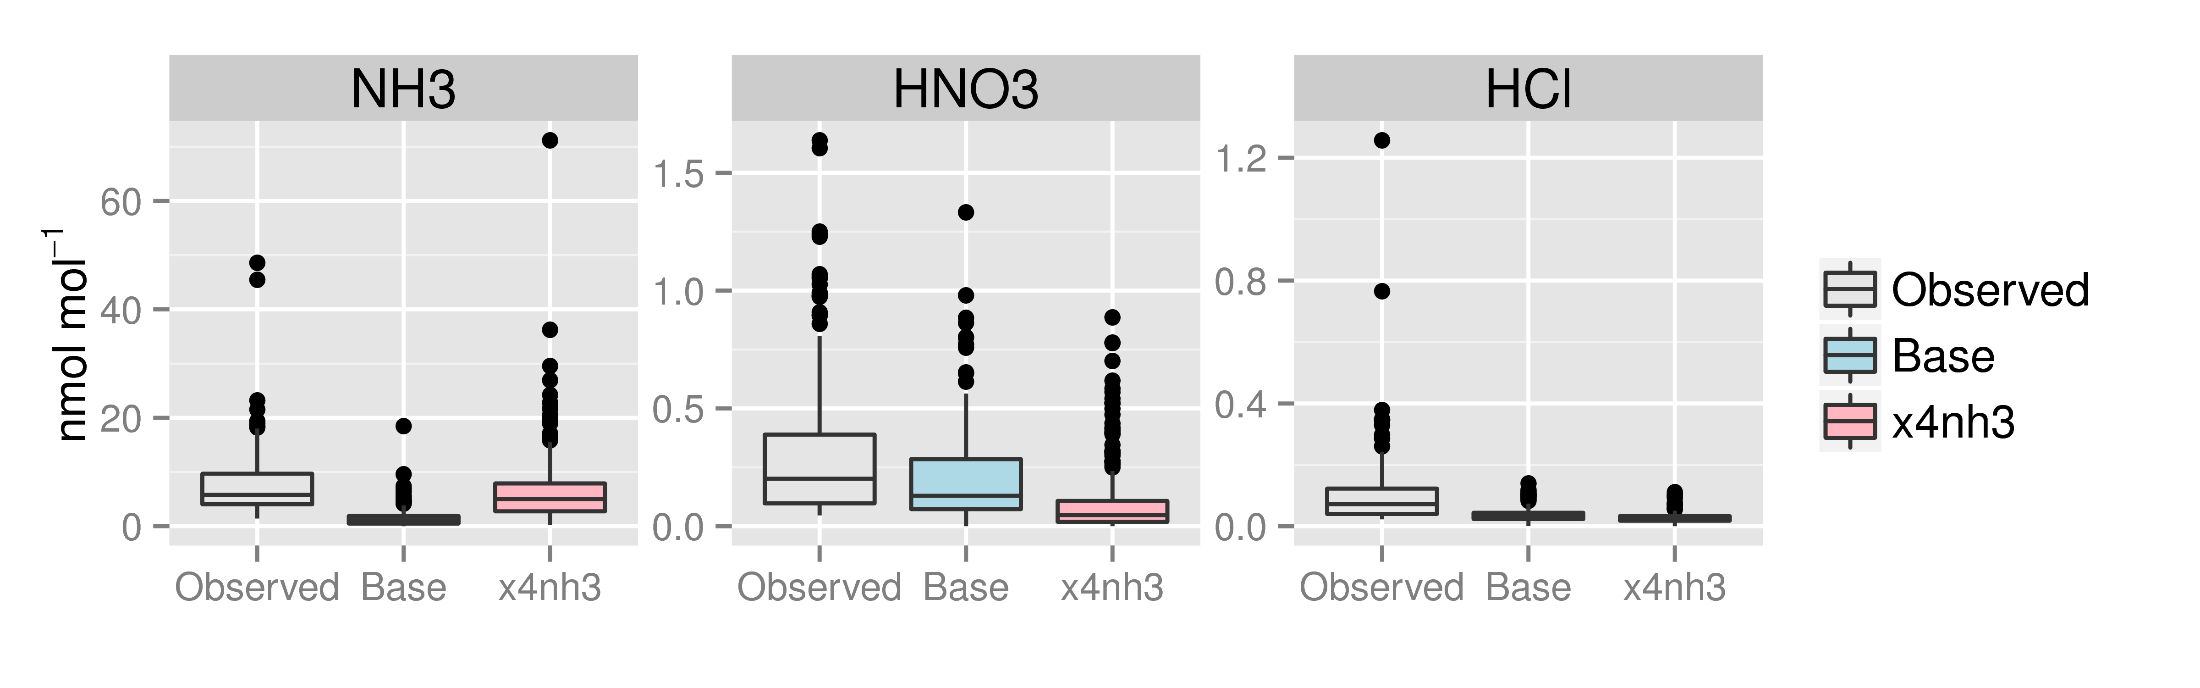 NH3
HNO3
HCl
nmol mol⁻¹
60
40
20
0
1.5
1.0
0.5
0.0
1.2
0.8
0.4
0.0
Observed Base x4nh3
Observed Base x4nh3
Observed Base x4nh3
Observed
Base
x4nh3